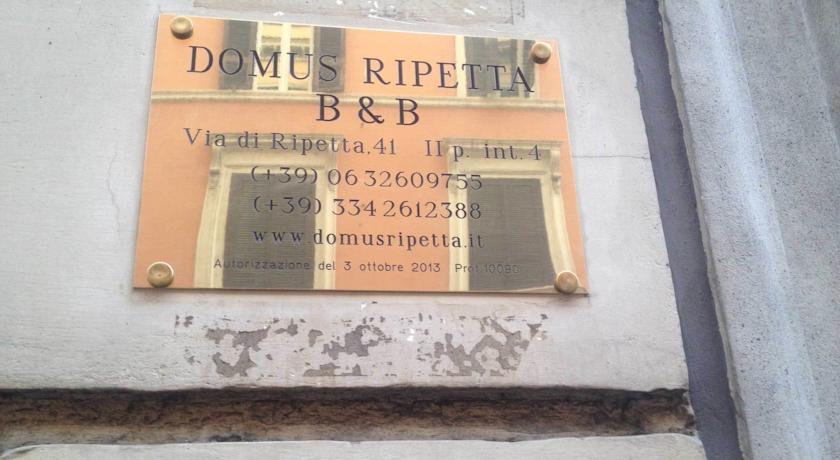 DOMUS RIPETTA
B & B
Via di Ripetta,41 II p. int.4
(+39) 06 32609755
(+39) 334 2612388
www.domusripetta.it
Autorizzazione del 3 ottobre 2013 Prot.10090